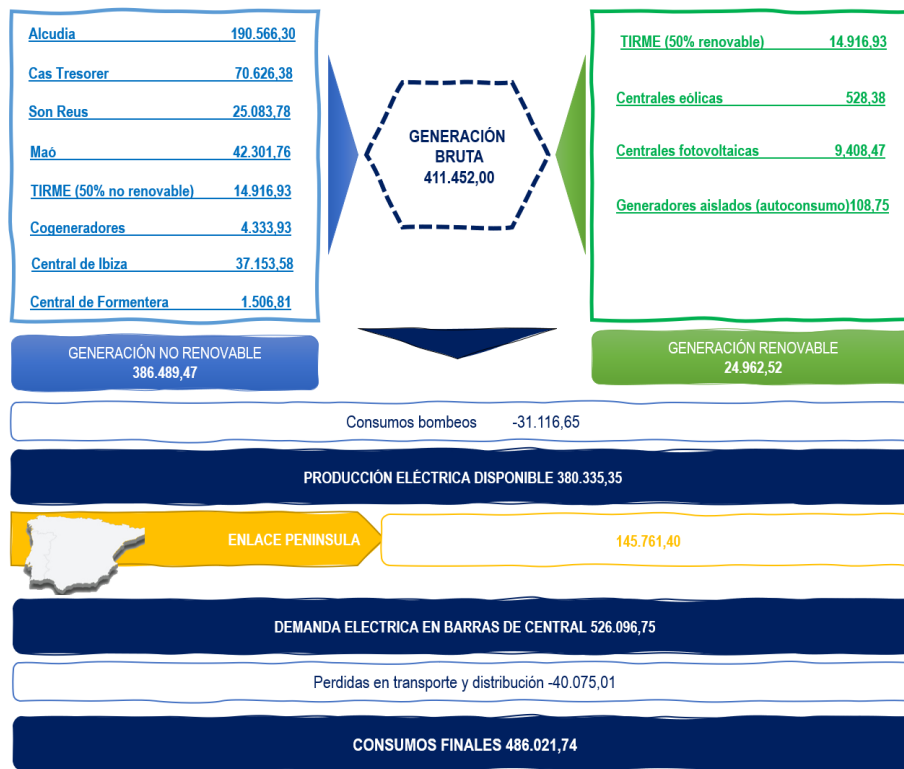 Alcudia 190.566,30
Cas Tresorer 70.626,38
Son Reus 25.083,78
Maó 42.301,76
TIRME (50% no renovable) 14.916,93
Cogeneradores 4.333,93
Central de Ibiza 37.153,58
Central de Formentera 1.506,81
GENERACIÓN
BRUTA
411.452,00
TIRME (50% renovable) 14.916,93
Centrales eólicas 528,38
Centrales fotovoltaicas 9,408,47
Generadores aislados (autoconsumo)108,75
GENERACIÓN NO RENOVABLE
386.489,47
GENERACIÓN RENOVABLE
24.962,52
Consumos bombeos -31.116,65
PRODUCCIÓN ELÉCTRICA DISPONIBLE 380.335,35
ENLACE PENINSULA 145.761,40
DEMANDA ELECTRICA EN BARRAS DE CENTRAL 526.096,75
Perdidas en transporte y distribución -40.075,01
CONSUMOS FINALES 486.021,74